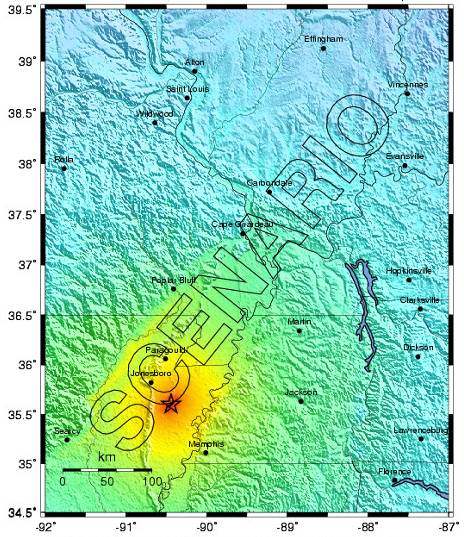 39.5°
39°
38.5°
38°
37.5°
37°
36.5°
36°
35.5°
35°
34.5°
Effingham
Alton
Saint Louis
Vincennes
Wildwood
Rolla
Evansville
Carbondale
Cape Girardeau
Hopkinsville
Poplar Bluff
Clarksville
Martin
Dickson
Paragould
Jonesboro
Jackson
Lawrenceburg
Searcy
Memphis
Florence
SCENARIO
km
0 50 100
-92° -91° -90° -89° -88° -87°